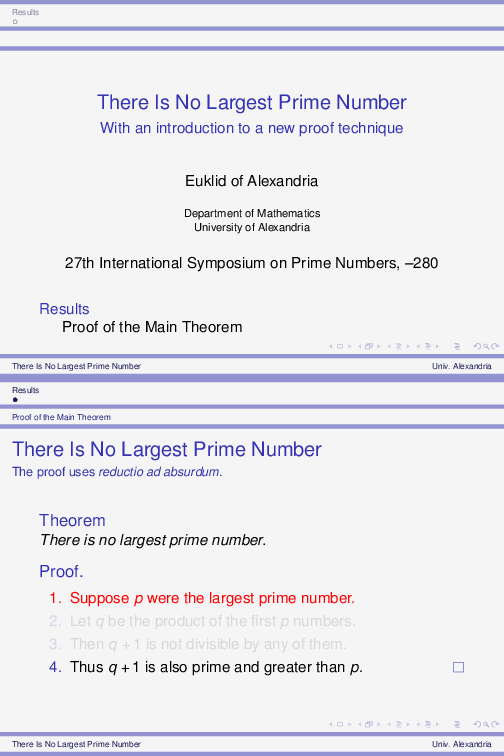 Results
There Is No Largest Prime Number
With an introduction to a new proof technique
Euklid of Alexandria
Department of Mathematics
University of Alexandria
27th International Symposium on Prime Numbers, –280
Results
Proof of the Main Theorem
There Is No Largest Prime Number Univ. Alexandria
Results
Proof of the Main Theorem
There Is No Largest Prime Number
The proof uses reductio ad absurdum.
Theorem
There is no largest prime number.
Proof.
1. Suppose p were the largest prime number.
2. Let q be the product of the first p numbers.
3. Then q + 1 is not divisible by any of them.
4. Thus q + 1 is also prime and greater than p.
There Is No Largest Prime Number Univ. Alexandria